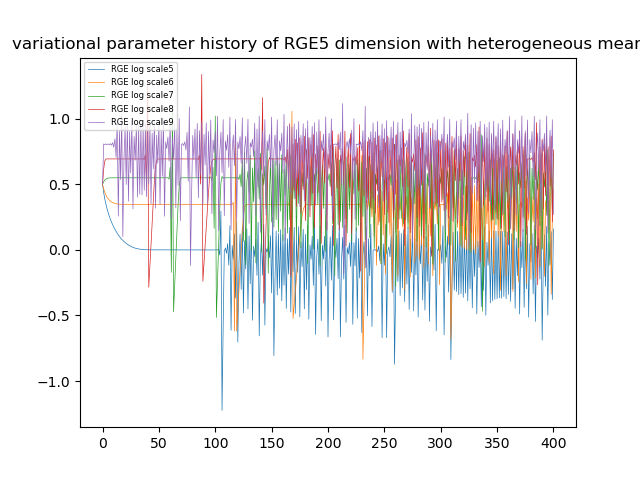 variational parameter history of RGE5 dimension with heterogeneous mear
RGE log scale5
RGE log scale6
RGE log scale7
RGE log scale8
RGE log scale9
1.0
0.5
0.0
−0.5
−1.0
0 50 100 150 200 250 300 350 400